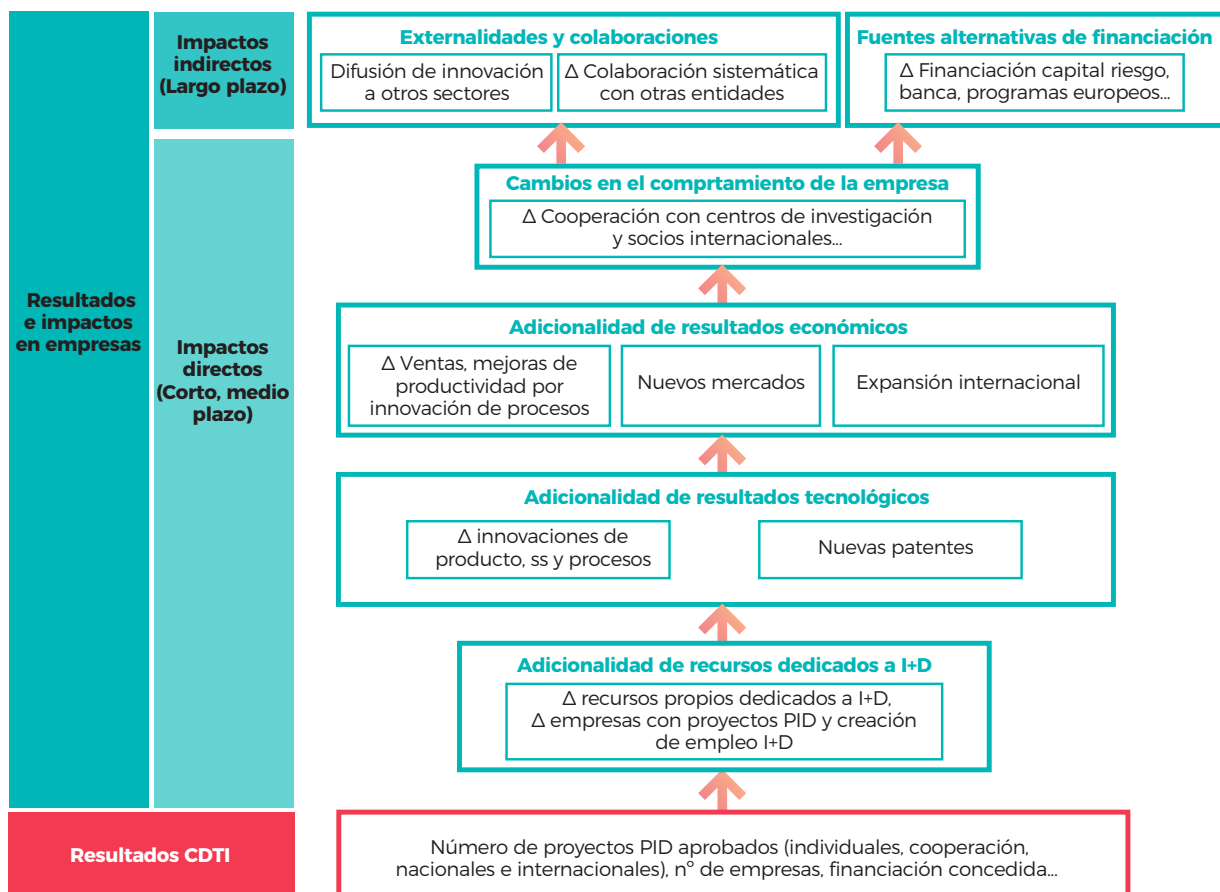 Impactos
indirectos
(Largo plazo)
Externalidades y colaboraciones
Difusión de innovación
a otros sectores
Δ Colaboración sistemática
con otras entidades
Fuentes alternativas de financiación
Δ Financiación capital riesgo,
banca, programas europeos...
Cambios en el comprtamiento de la empresa
Δ Cooperación con centros de investigación
y socios internacionales...
Resultados
e impactos
en empresas
Impactos
directos
(Corto, medio
plazo)
Adicionalidad de resultados económicos
Δ Ventas, mejoras de
productividad por
innovación de procesos
Nuevos mercados
Expansión internacional
Adicionalidad de resultados tecnológicos
Δ innovaciones de
producto, ss y procesos
Nuevas patentes
Adicionalidad de recursos dedicados a I+D
Δ recursos propios dedicados a I+D,
Δ empresas con proyectos PID y creación
de empleo I+D
Resultados CDTI
Número de proyectos PID aprobados (individuales, cooperación,
nacionales e internacionales), nº de empresas, financiación concedida...